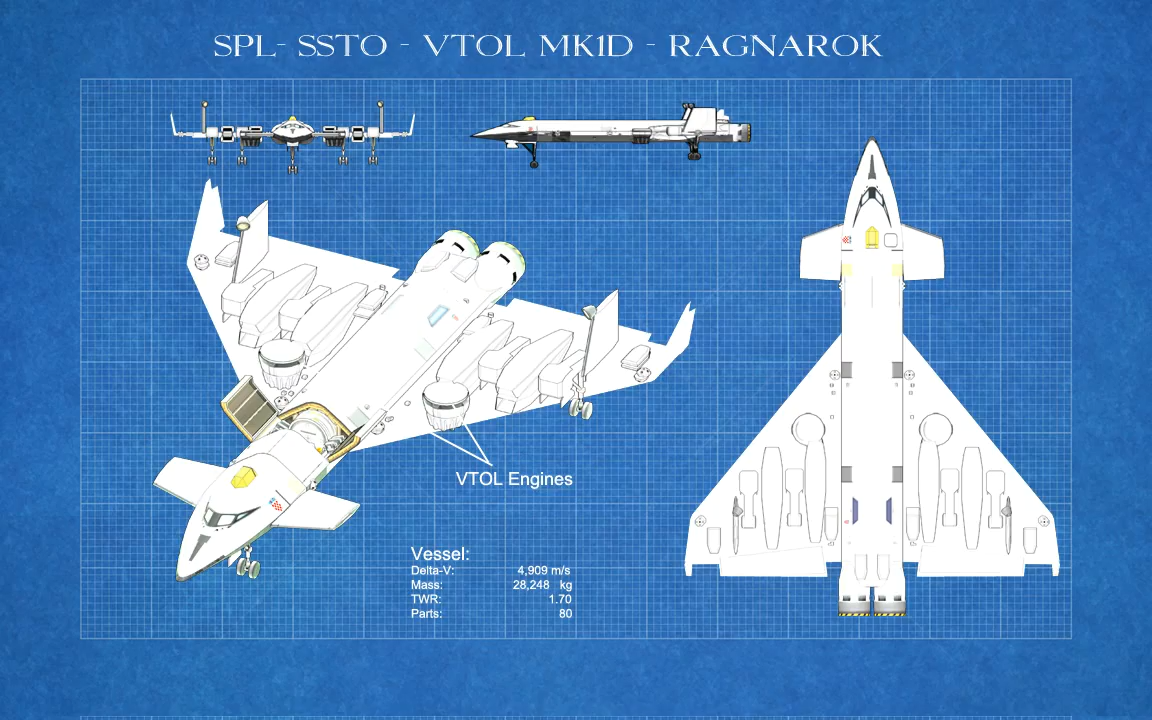 SPL- SSTO - VTOL MK1D - RAGNAROK
VTOL Engines
Vessel:
Delta-V: 4,909 m/s
Mass: 28,248 kg
TWR: 1.70
Parts: 80